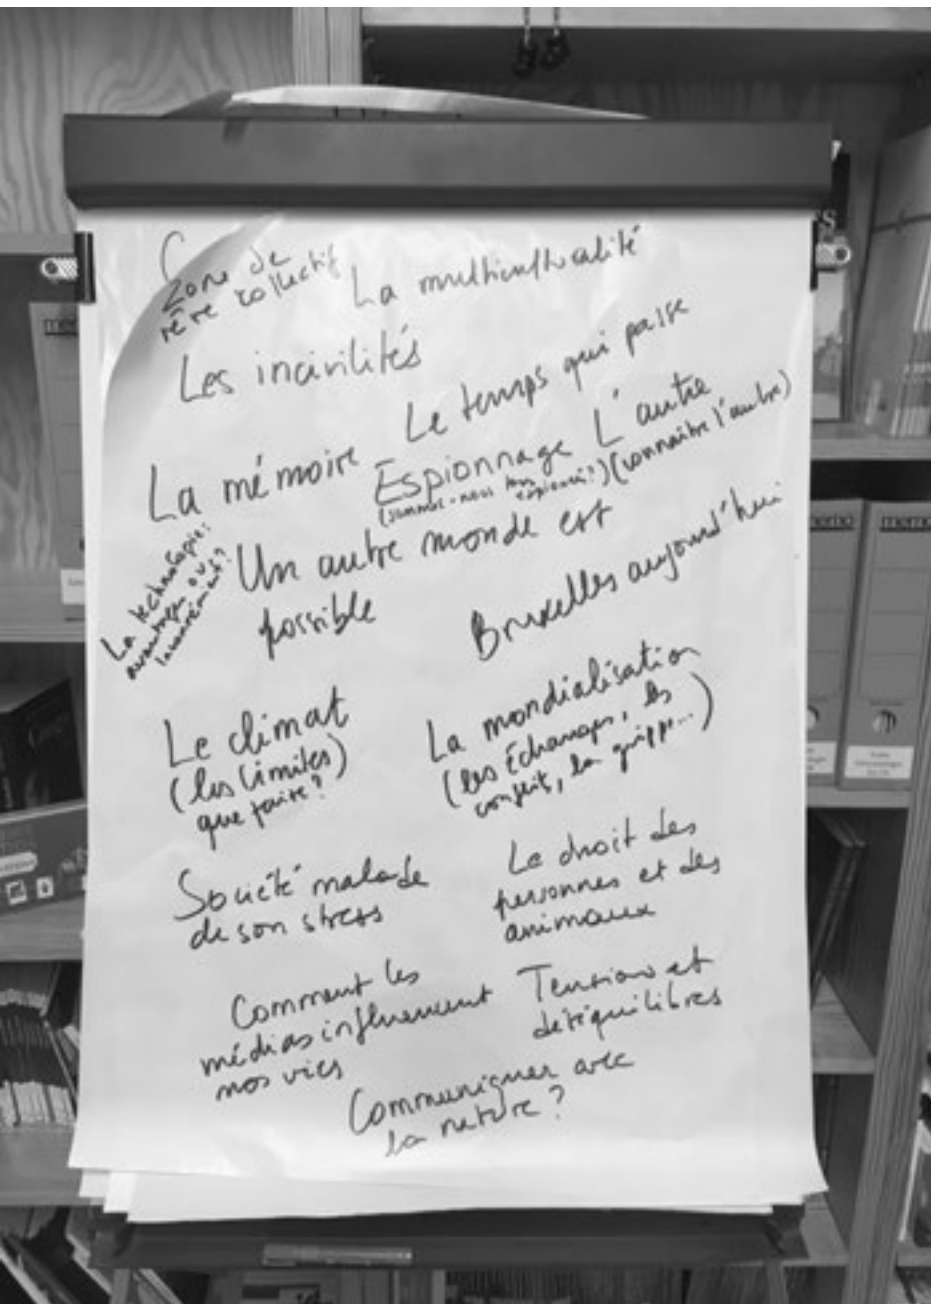 Zone de
rêve collectif
La multiculturalité
Les incivilités
Le temps qui passe
La mémoire
Espionnage
(sommes-nous tous
espionnés?)
L'autre
(connaître l'autre)
La technologie:
avantages ou
inconvénient?
Un autre monde est
possible
Bruxelles aujourd'hui
Le climat
(les limites)
que faire?
La mondialisation
(les échanges, les
conflits, la grippe...)
Société malade
de son stress
Le droit des
personnes et des
animaux
Comment les
médias influencent
nos vies
Tensions et
déséquilibres
Communiquer avec
la nature?